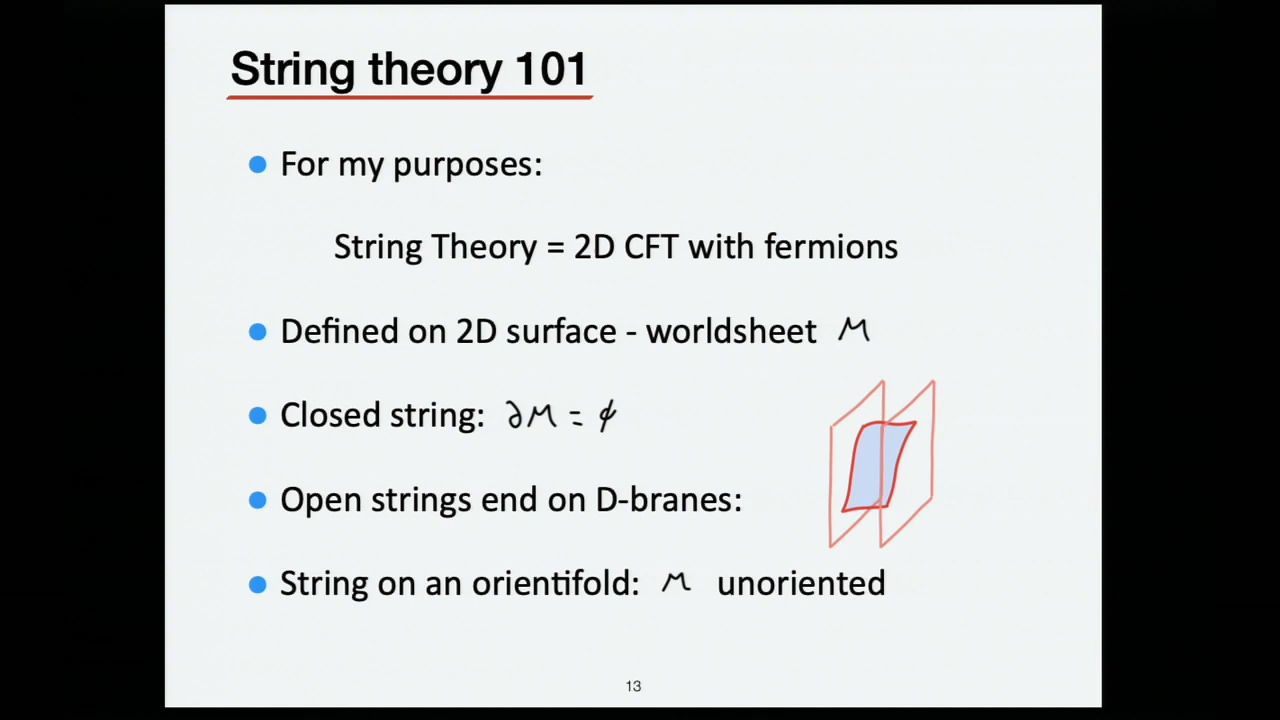 String theory 101
For my purposes:
String Theory = 2D CFT with fermions
Defined on 2D surface - worldsheet M
Closed string: ∂M = ϕ
Open strings end on D-branes:
String on an orientifold: M unoriented
13